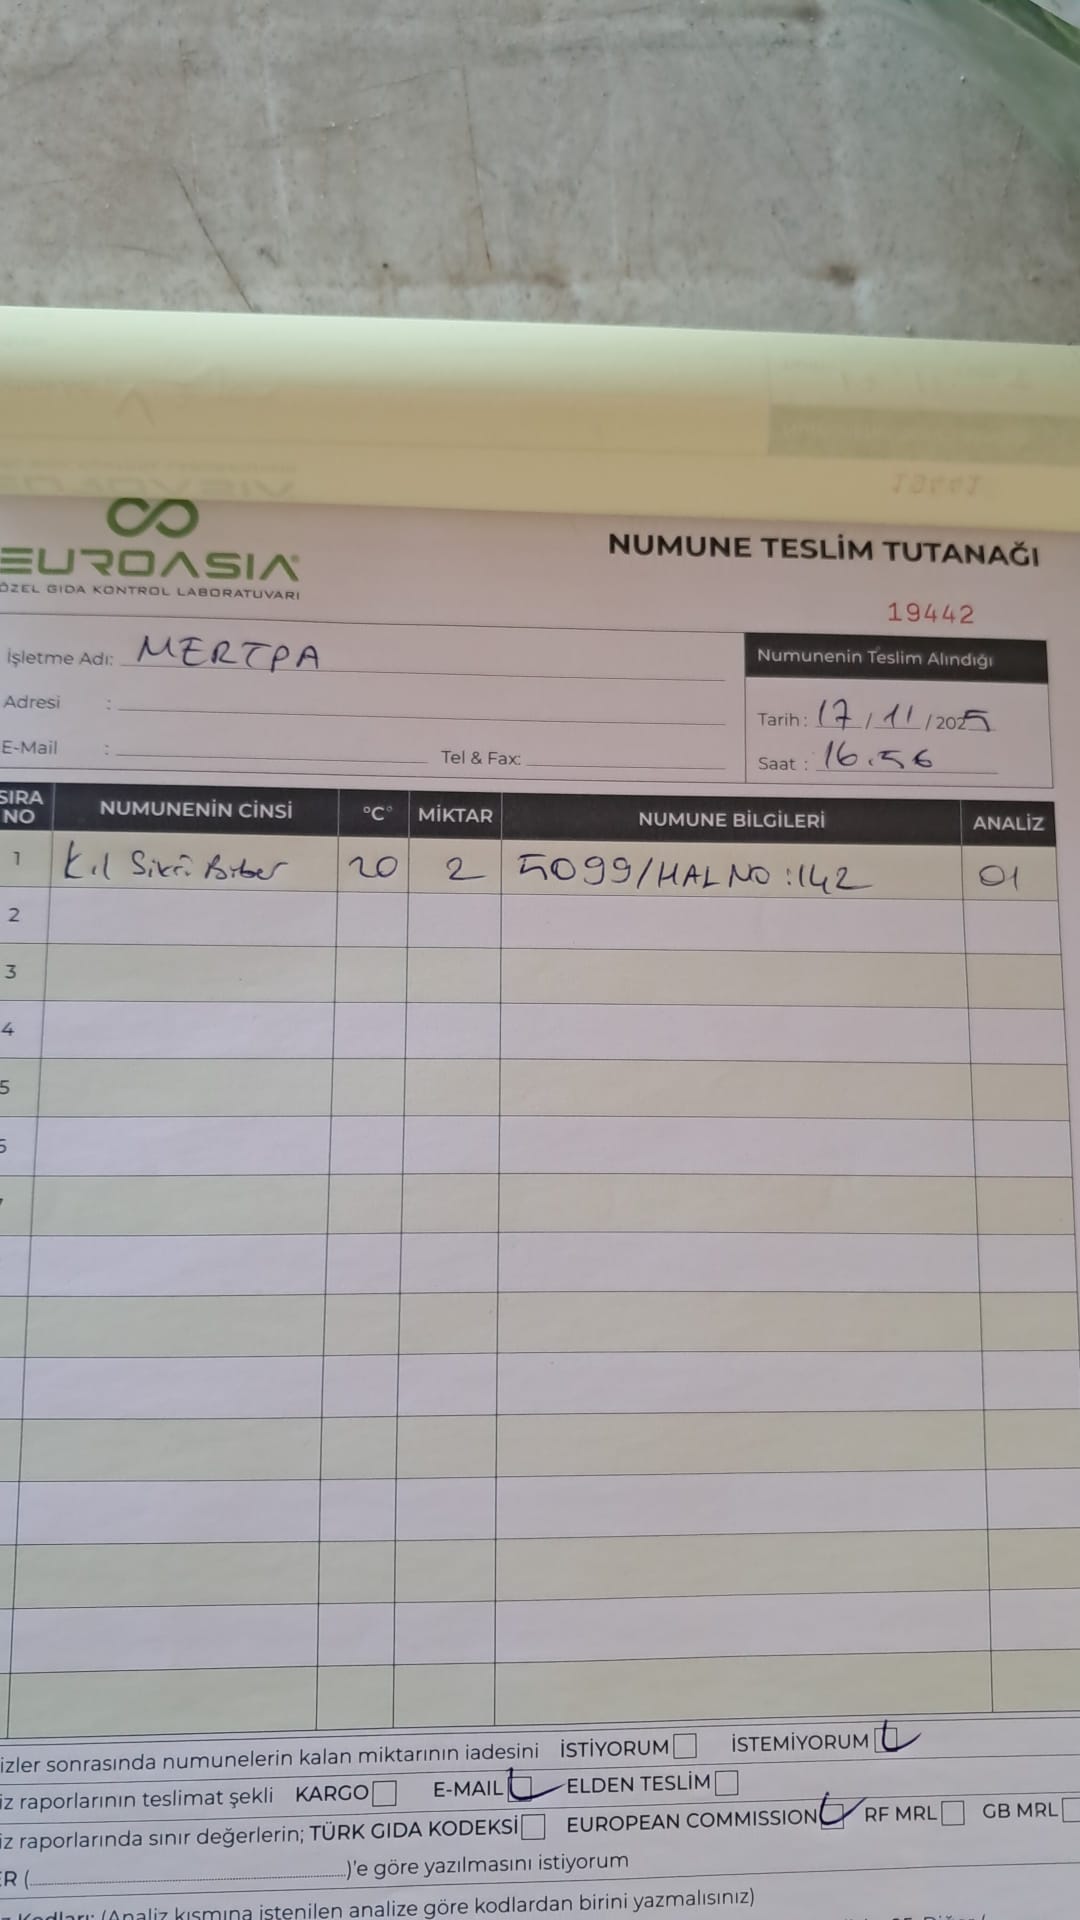 EUROASIA
ÖZEL GIDA KONTROL LABORATUVARI
NUMUNE TESLİM TUTANAĞI
19442
İşletme Adı: MERTPA
Adresi :
E-Mail : Tel & Fax:
Numunenin Teslim Alındığı
Tarih: 17/11/2025
Saat : 16.56
SIRA NO NUMUNENİN CİNSİ °C° MİKTAR NUMUNE BİLGİLERİ ANALİZ
1 Kıl Sivri Biber 20 2 5099/HAL NO:142 01
2
3
4
5
izler sonrasında numunelerin kalan miktarının iadesini İSTİYORUM İSTEMİYORUM
iz raporlarının teslimat şekli KARGO E-MAIL ELDEN TESLİM
iz raporlarında sınır değerlerin; TÜRK GIDA KODEKSİ EUROPEAN COMMISSION RF MRL GB MRL
ER (....................)'e göre yazılmasını istiyorum
Kodları: (Analiz kısmına istenilen analize göre kodlardan birini yazmalısınız)